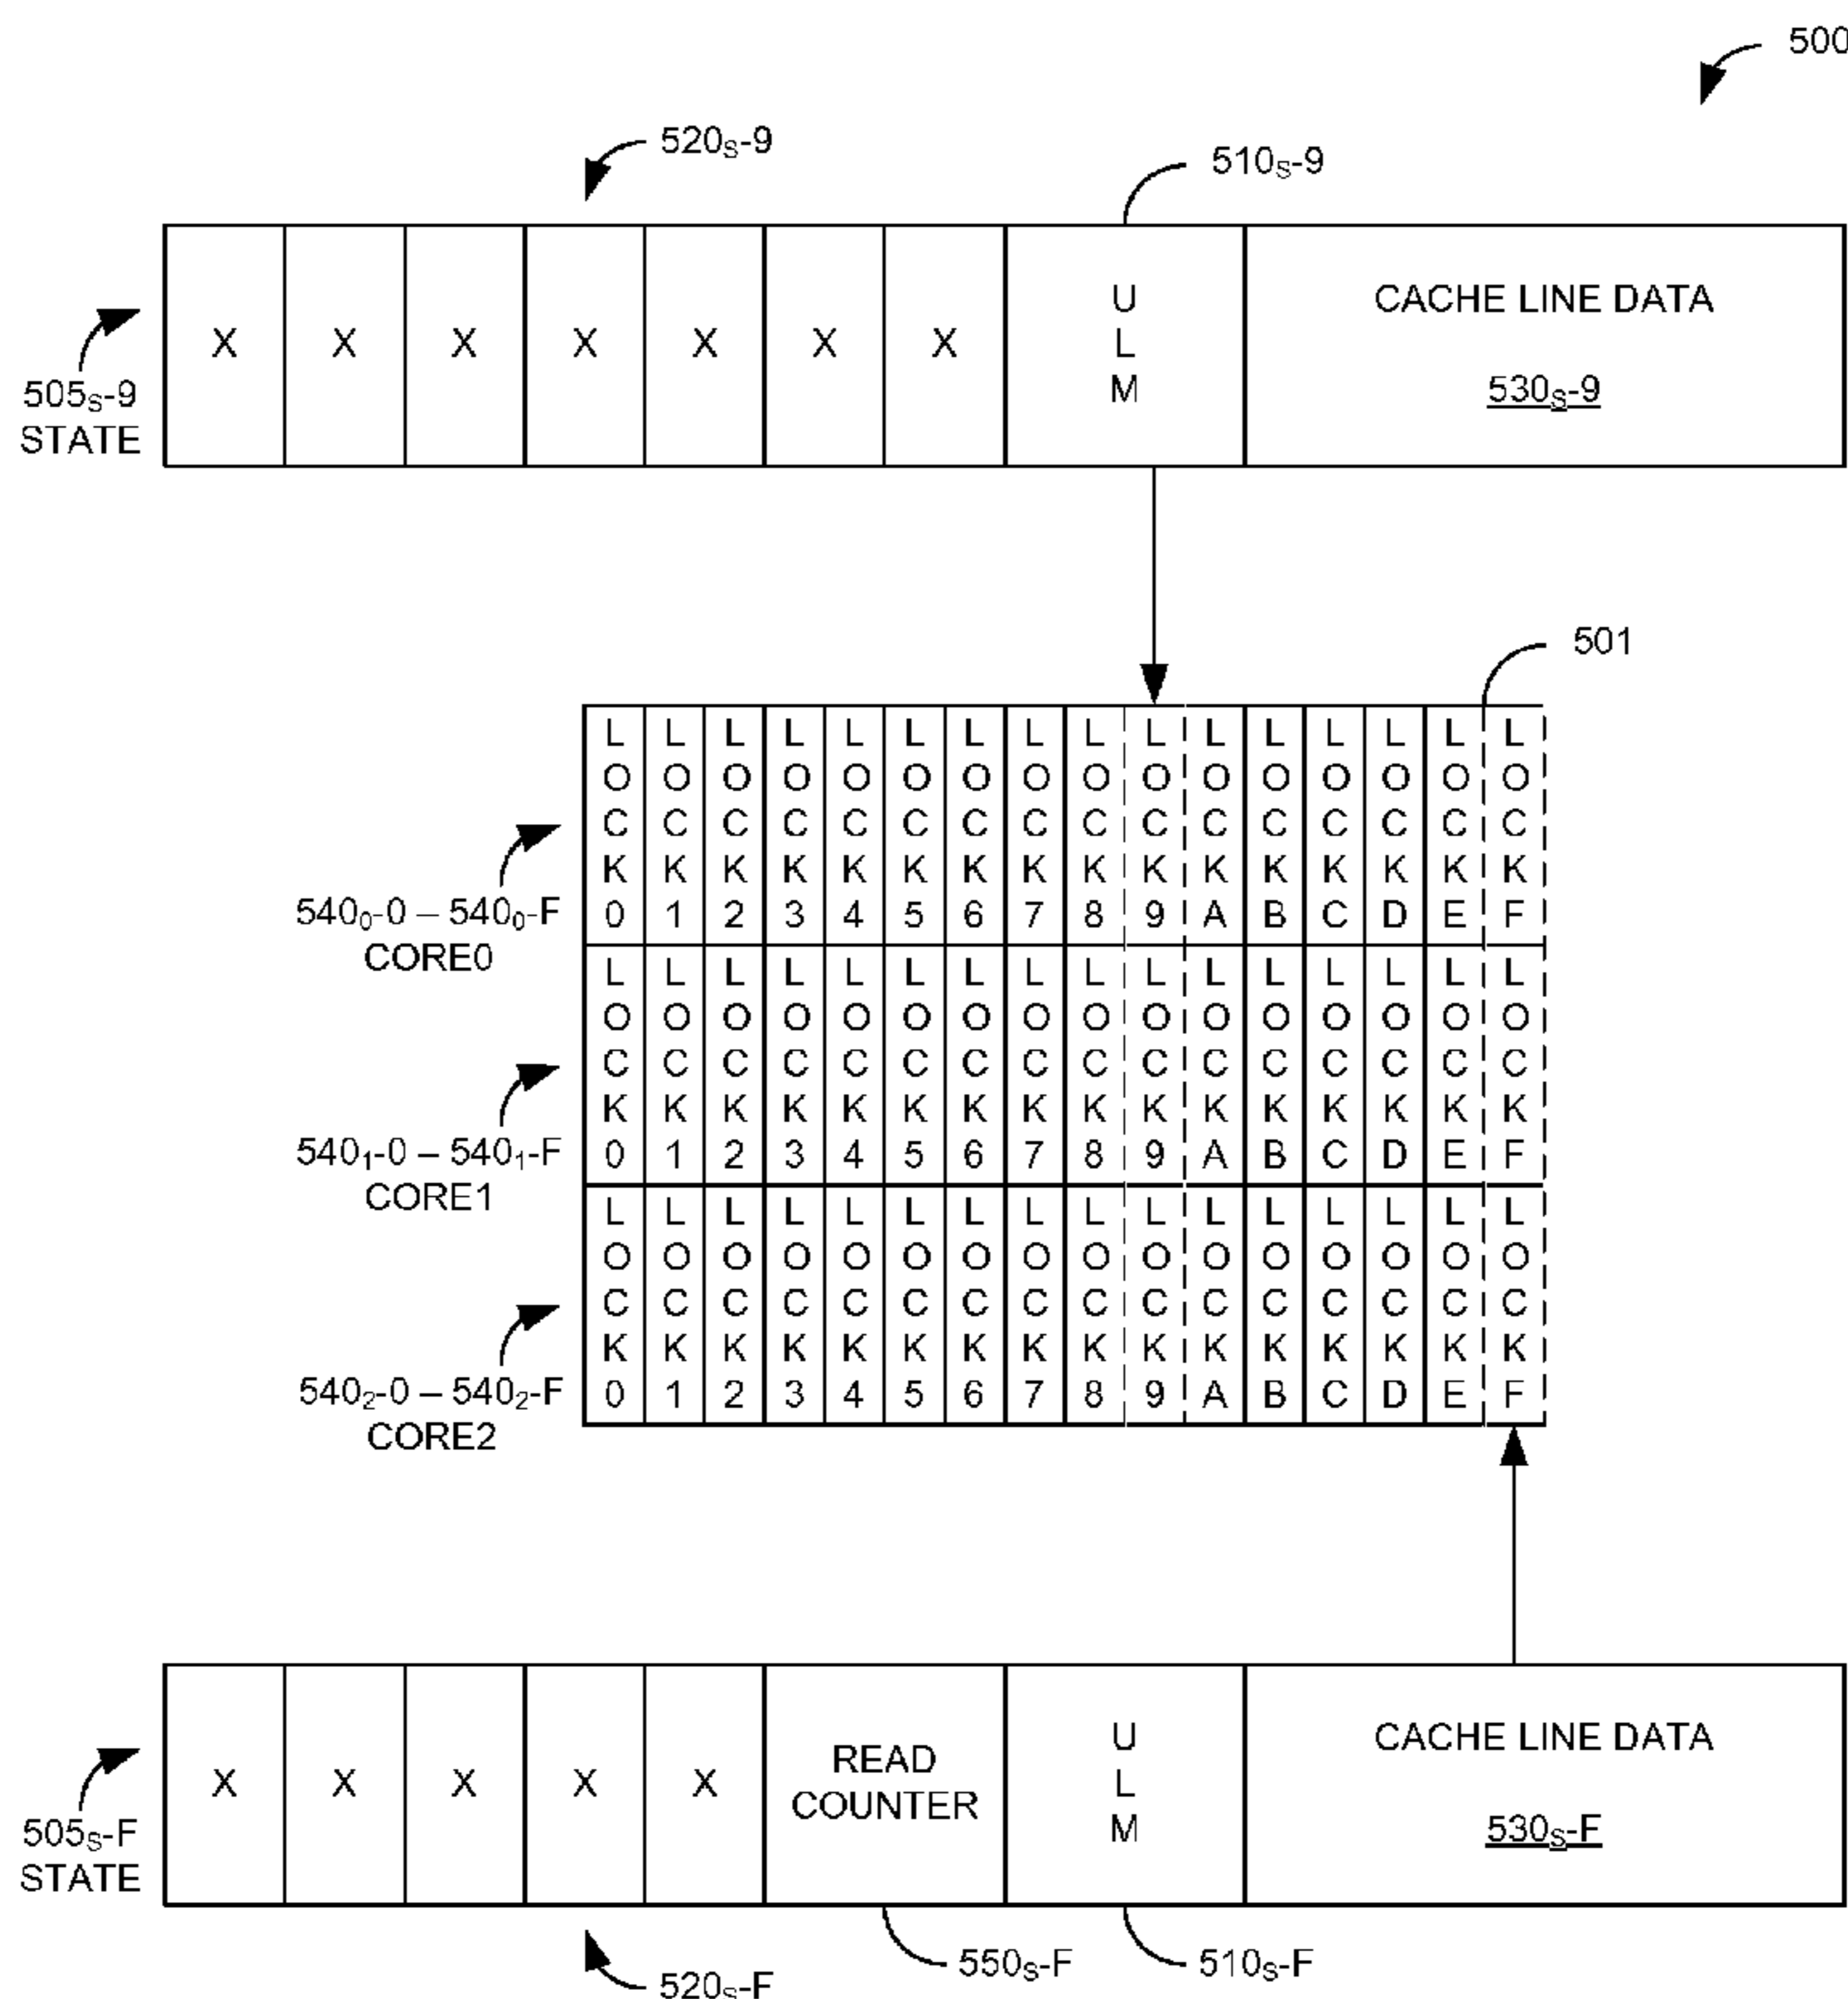 500
520S-9
510S-9
X X X X X X X
U
L
M
CACHE LINE DATA
530S-9
505S-9
STATE
501
L L L L L L L L L L L L L L L L
O O O O O O O O O O O O O O O O
C C C C C C C C C C C C C C C C
K K K K K K K K K K K K K K K K
0 1 2 3 4 5 6 7 8 9 A B C D E F
540₀-0 – 540₀-F
CORE0
L L L L L L L L L L L L L L L L
O O O O O O O O O O O O O O O O
C C C C C C C C C C C C C C C C
K K K K K K K K K K K K K K K K
0 1 2 3 4 5 6 7 8 9 A B C D E F
540₁-0 – 540₁-F
CORE1
L L L L L L L L L L L L L L L L
O O O O O O O O O O O O O O O O
C C C C C C C C C C C C C C C C
K K K K K K K K K K K K K K K K
0 1 2 3 4 5 6 7 8 9 A B C D E F
540₂-0 – 540₂-F
CORE2
X X X X X
READ
COUNTER
U
L
M
CACHE LINE DATA
530S-F
505S-F
STATE
520S-F
550S-F
510S-F